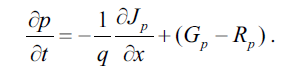 ∂p/∂t = −(1/q) ∂J_p/∂x + (G_p − R_p).